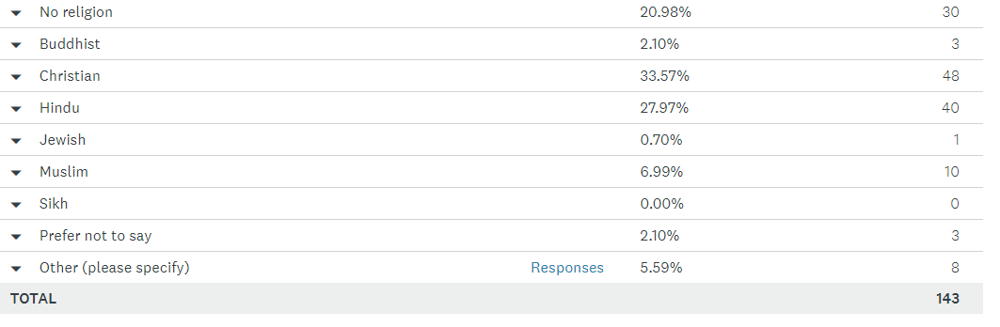 No religion 20.98% 30
Buddhist 2.10% 3
Christian 33.57% 48
Hindu 27.97% 40
Jewish 0.70% 1
Muslim 6.99% 10
Sikh 0.00% 0
Prefer not to say 2.10% 3
Other (please specify) Responses 5.59% 8
TOTAL 143